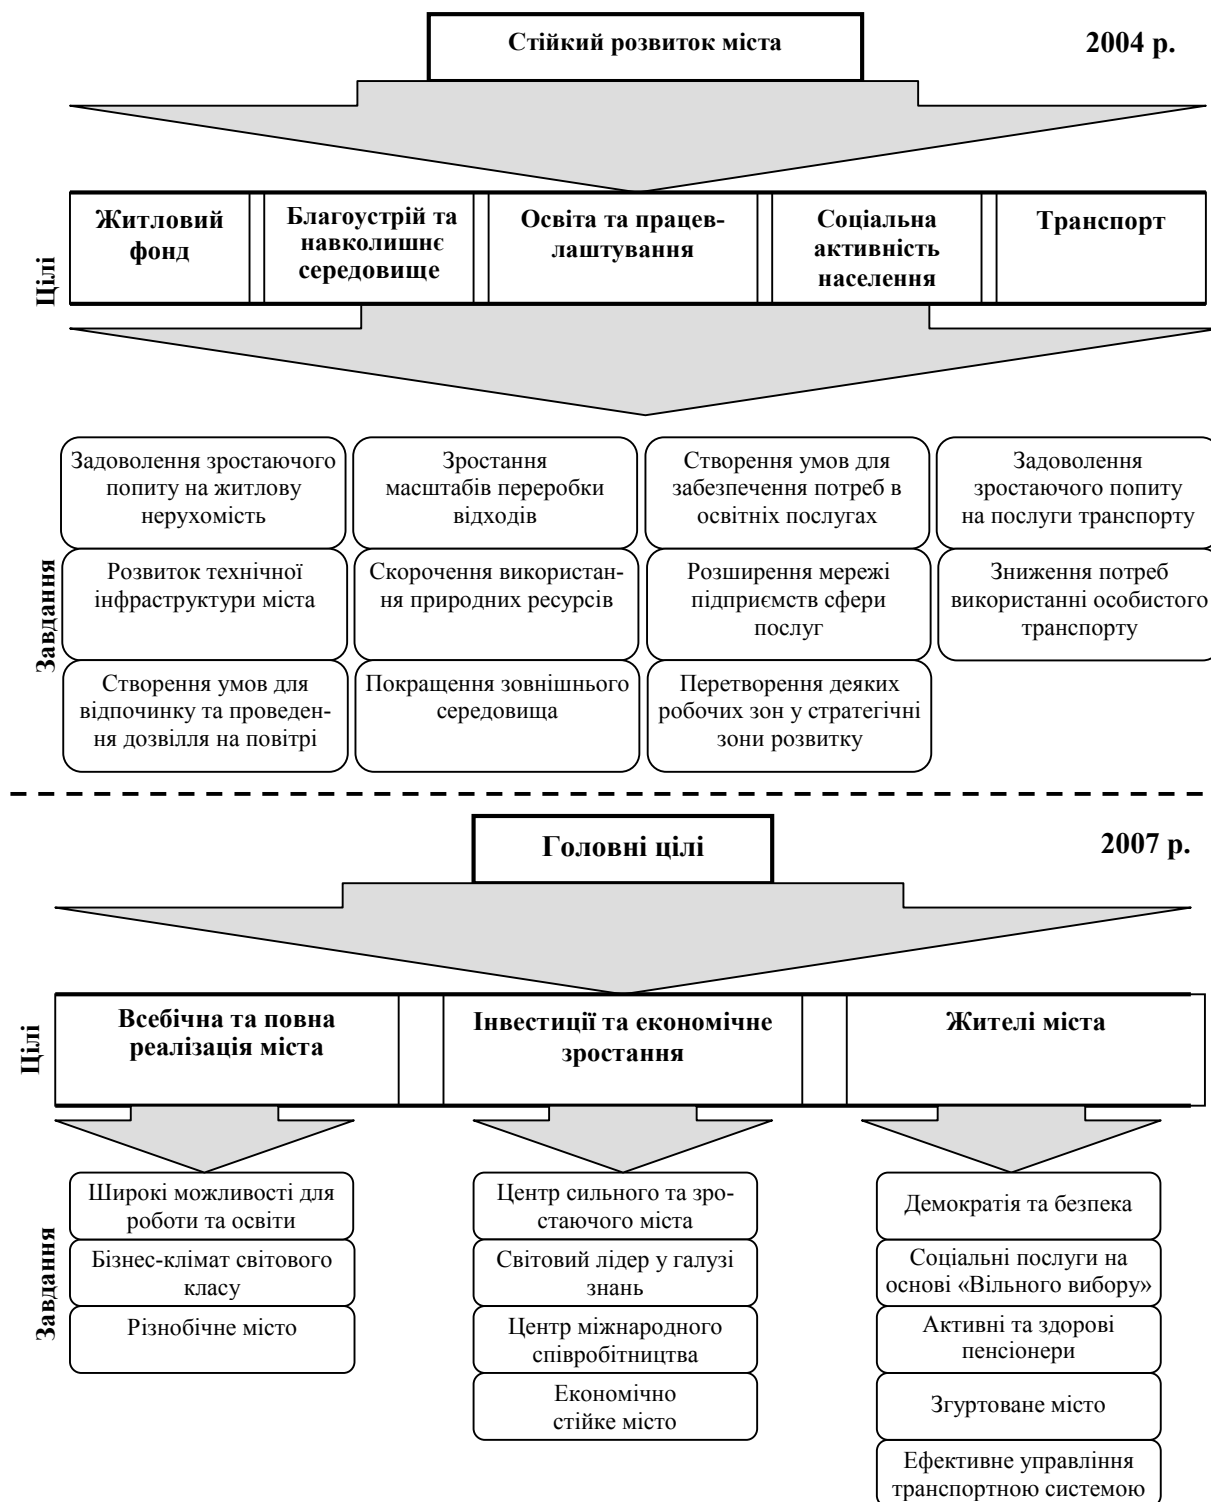 Стійкий розвиток міста
2004 р.
Цілі
Житловий
фонд
Благоустрій та
навколишнє
середовище
Освіта та працев-
лаштування
Соціальна
активність
населення
Транспорт
Завдання
Задоволення зростаючого
попиту на житлову
нерухомість
Зростання
масштабів переробки
відходів
Створення умов для
забезпечення потреб в
освітніх послугах
Задоволення
зростаючого попиту
на послуги транспорту
Розвиток технічної
інфраструктури міста
Скорочення використан-
ня природних ресурсів
Розширення мережі
підприємств сфери
послуг
Зниження потреб
використанні особистого
транспорту
Створення умов для
відпочинку та проведен-
ня дозвілля на повітрі
Покращення зовнішнього
середовища
Перетворення деяких
робочих зон у стратегічні
зони розвитку
Головні цілі
2007 р.
Цілі
Всебічна та повна
реалізація міста
Інвестиції та економічне
зростання
Жителі міста
Завдання
Широкі можливості для
роботи та освіти
Бізнес-клімат світового
класу
Різнобічне місто
Центр сильного та зро-
стаючого міста
Світовий лідер у галузі
знань
Центр міжнародного
співробітництва
Економічно
стійке місто
Демократія та безпека
Соціальні послуги на
основі «Вільного вибору»
Активні та здорові
пенсіонери
Згуртоване місто
Ефективне управління
транспортною системою